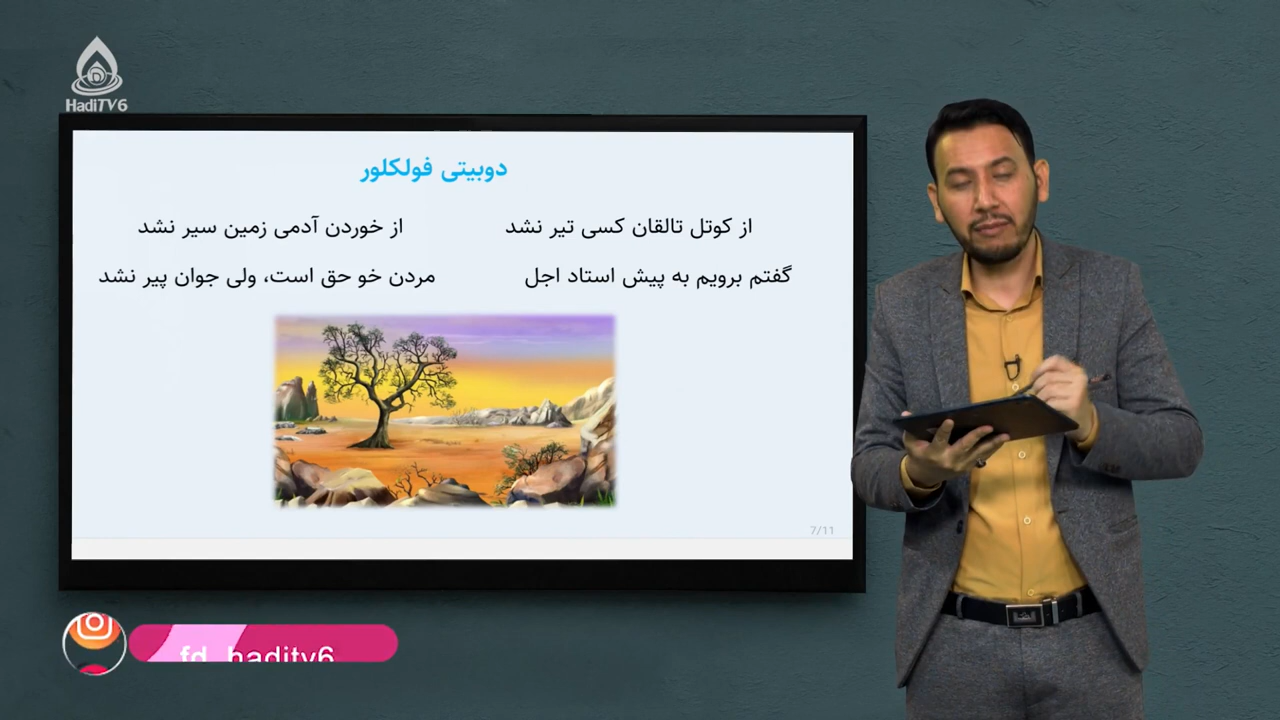 HadiTV6
دوبیتی فولکلور
از کوتل تالقان کسی تیر نشد از خوردن آدمی زمین سیر نشد
گفتم برویم به پیش استاد اجل مردن خو حق است، ولی جوان پیر نشد
7/11
fd_haditv6